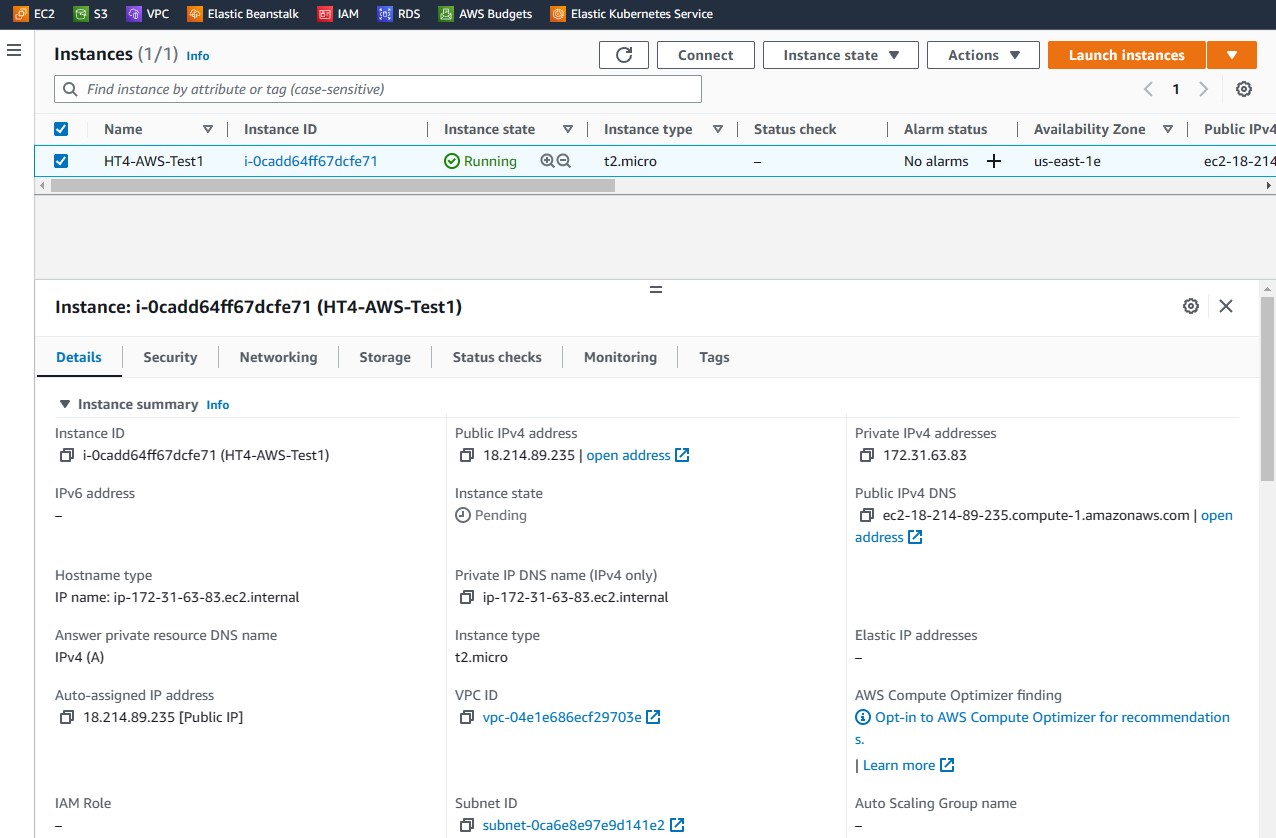 EC2 S3 VPC Elastic Beanstalk IAM RDS AWS Budgets Elastic Kubernetes Service
Instances (1/1) Info
Connect Instance state Actions Launch instances
Find instance by attribute or tag (case-sensitive)
1
Name Instance ID Instance state Instance type Status check Alarm status Availability Zone Public IPv4
HT4-AWS-Test1 i-0cadd64ff67dcfe71 Running t2.micro – No alarms + us-east-1e ec2-18-214
Instance: i-0cadd64ff67dcfe71 (HT4-AWS-Test1)
Details Security Networking Storage Status checks Monitoring Tags
Instance summary Info
Instance ID
i-0cadd64ff67dcfe71 (HT4-AWS-Test1)
Public IPv4 address
18.214.89.235 | open address
Private IPv4 addresses
172.31.63.83
IPv6 address
–
Instance state
Pending
Public IPv4 DNS
ec2-18-214-89-235.compute-1.amazonaws.com | open
address
Hostname type
IP name: ip-172-31-63-83.ec2.internal
Private IP DNS name (IPv4 only)
ip-172-31-63-83.ec2.internal
Answer private resource DNS name
IPv4 (A)
Instance type
t2.micro
Elastic IP addresses
–
Auto-assigned IP address
18.214.89.235 [Public IP]
VPC ID
vpc-04e1e686ecf29703e
AWS Compute Optimizer finding
Opt-in to AWS Compute Optimizer for recommendation
s.
| Learn more
IAM Role
–
Subnet ID
subnet-0ca6e8e97e9d141e2
Auto Scaling Group name
–